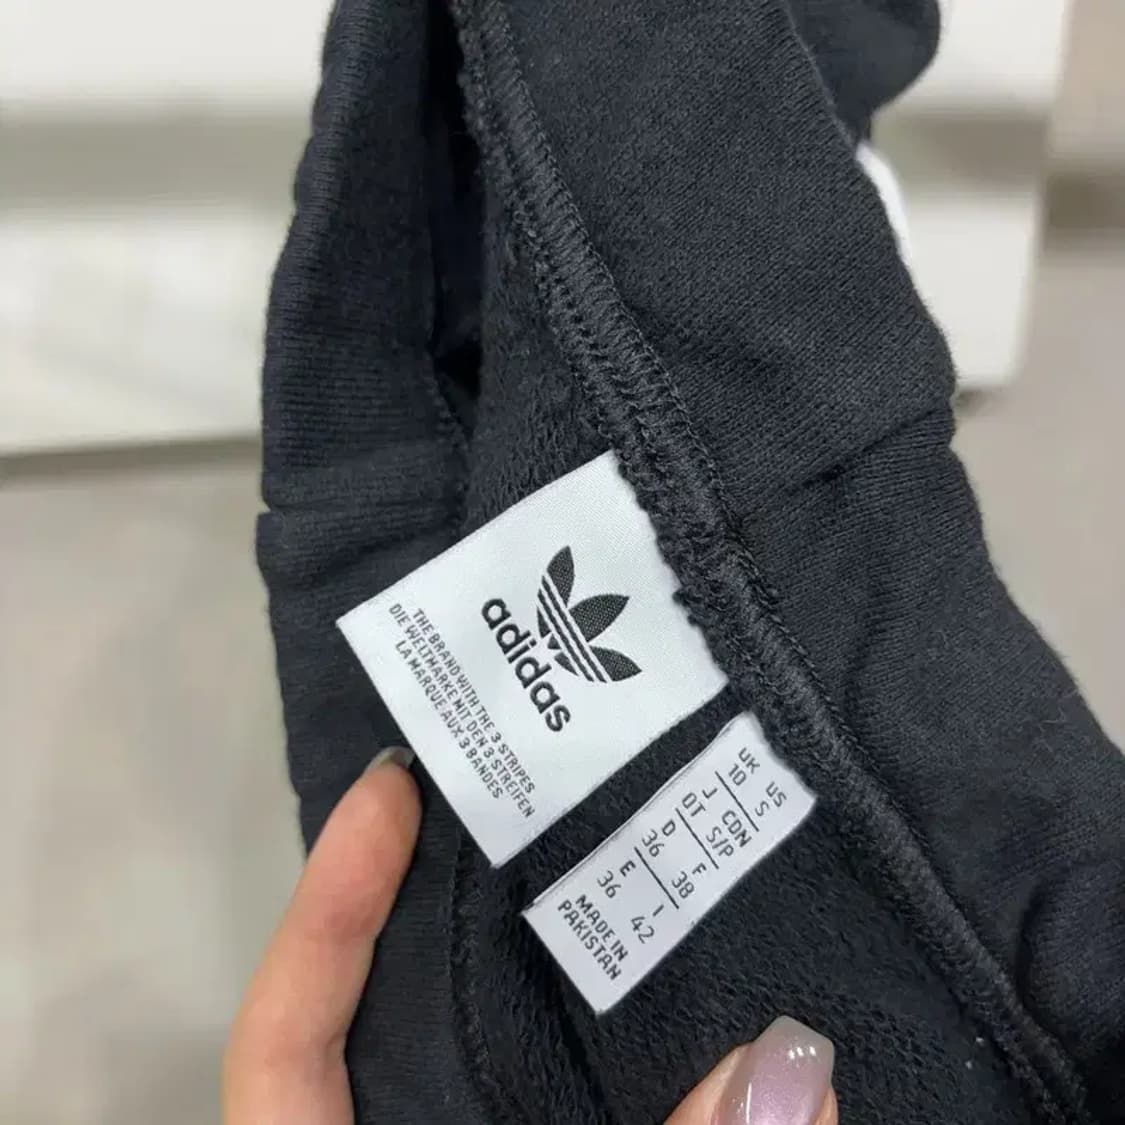 adidas
THE BRAND WITH THE 3 STRIPES
DIE WELTMARKE MIT DEN 3 STREIFEN
LA MARQUE AUX 3 BANDES
UK US
10 S
J CDN
OT S/P
D F
36 38
E I
36 42
MADE IN
PAKISTAN